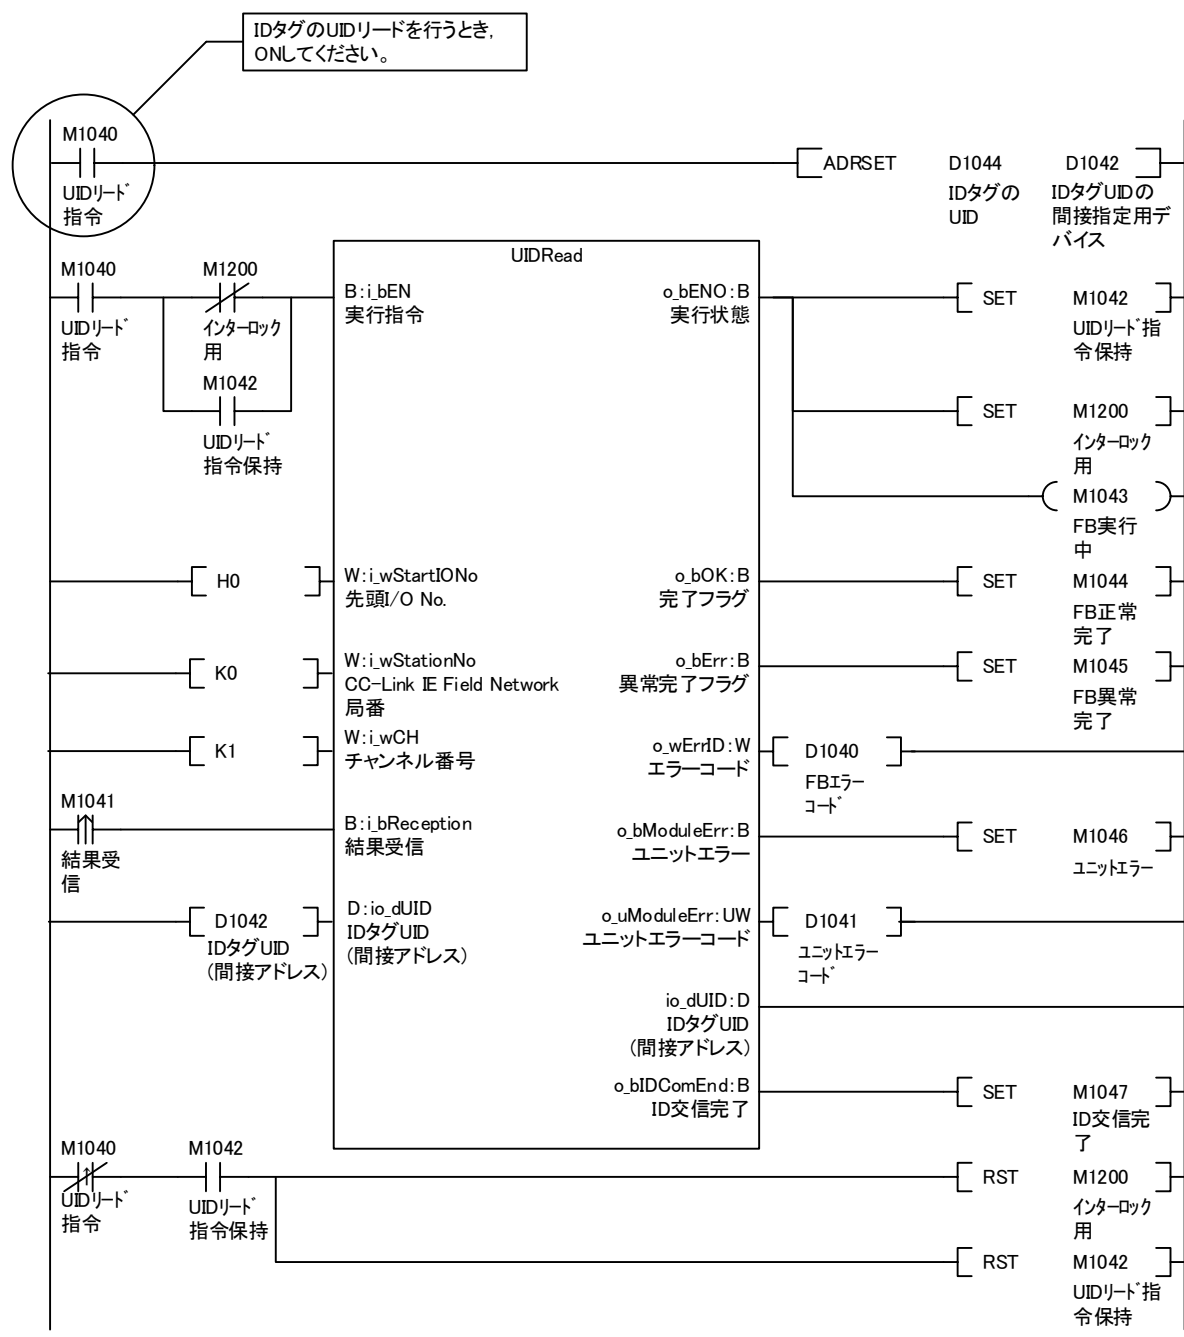 IDタグのUIDリードを行うとき,
ONしてください。
M1040
UIDリード
指令
ADRSET D1044 D1042
IDタグの
UID
IDタグUIDの
間接指定用デ
バイス
UIDRead
M1040
UIDリード
指令
M1200
インターロック
用
M1042
UIDリード
指令保持
B:i_bEN
実行指令
o_bENO:B
実行状態
SET M1042
UIDリード指
令保持
SET M1200
インターロック
用
M1043
FB実行
中
H0
W:i_wStartIONo
先頭I/O No.
o_bOK:B
完了フラグ
SET M1044
FB正常
完了
K0
W:i_wStationNo
CC-Link IE Field Network
局番
o_bErr:B
異常完了フラグ
SET M1045
FB異常
完了
K1
W:i_wCH
チャンネル番号
o_wErrID:W
エラーコード
D1040
FBエラー
コード
M1041
結果受
信
B:i_bReception
結果受信
o_bModuleErr:B
ユニットエラー
SET M1046
ユニットエラー
D1042
IDタグUID
(間接アドレス)
D:io_dUID
IDタグUID
(間接アドレス)
o_uModuleErr:UW
ユニットエラーコード
D1041
ユニットエラー
コード
io_dUID:D
IDタグUID
(間接アドレス)
o_bIDComEnd:B
ID交信完了
SET M1047
ID交信完
了
M1040
UIDリード
指令
M1042
UIDリード
指令保持
RST M1200
インターロック
用
RST M1042
UIDリード指
令保持